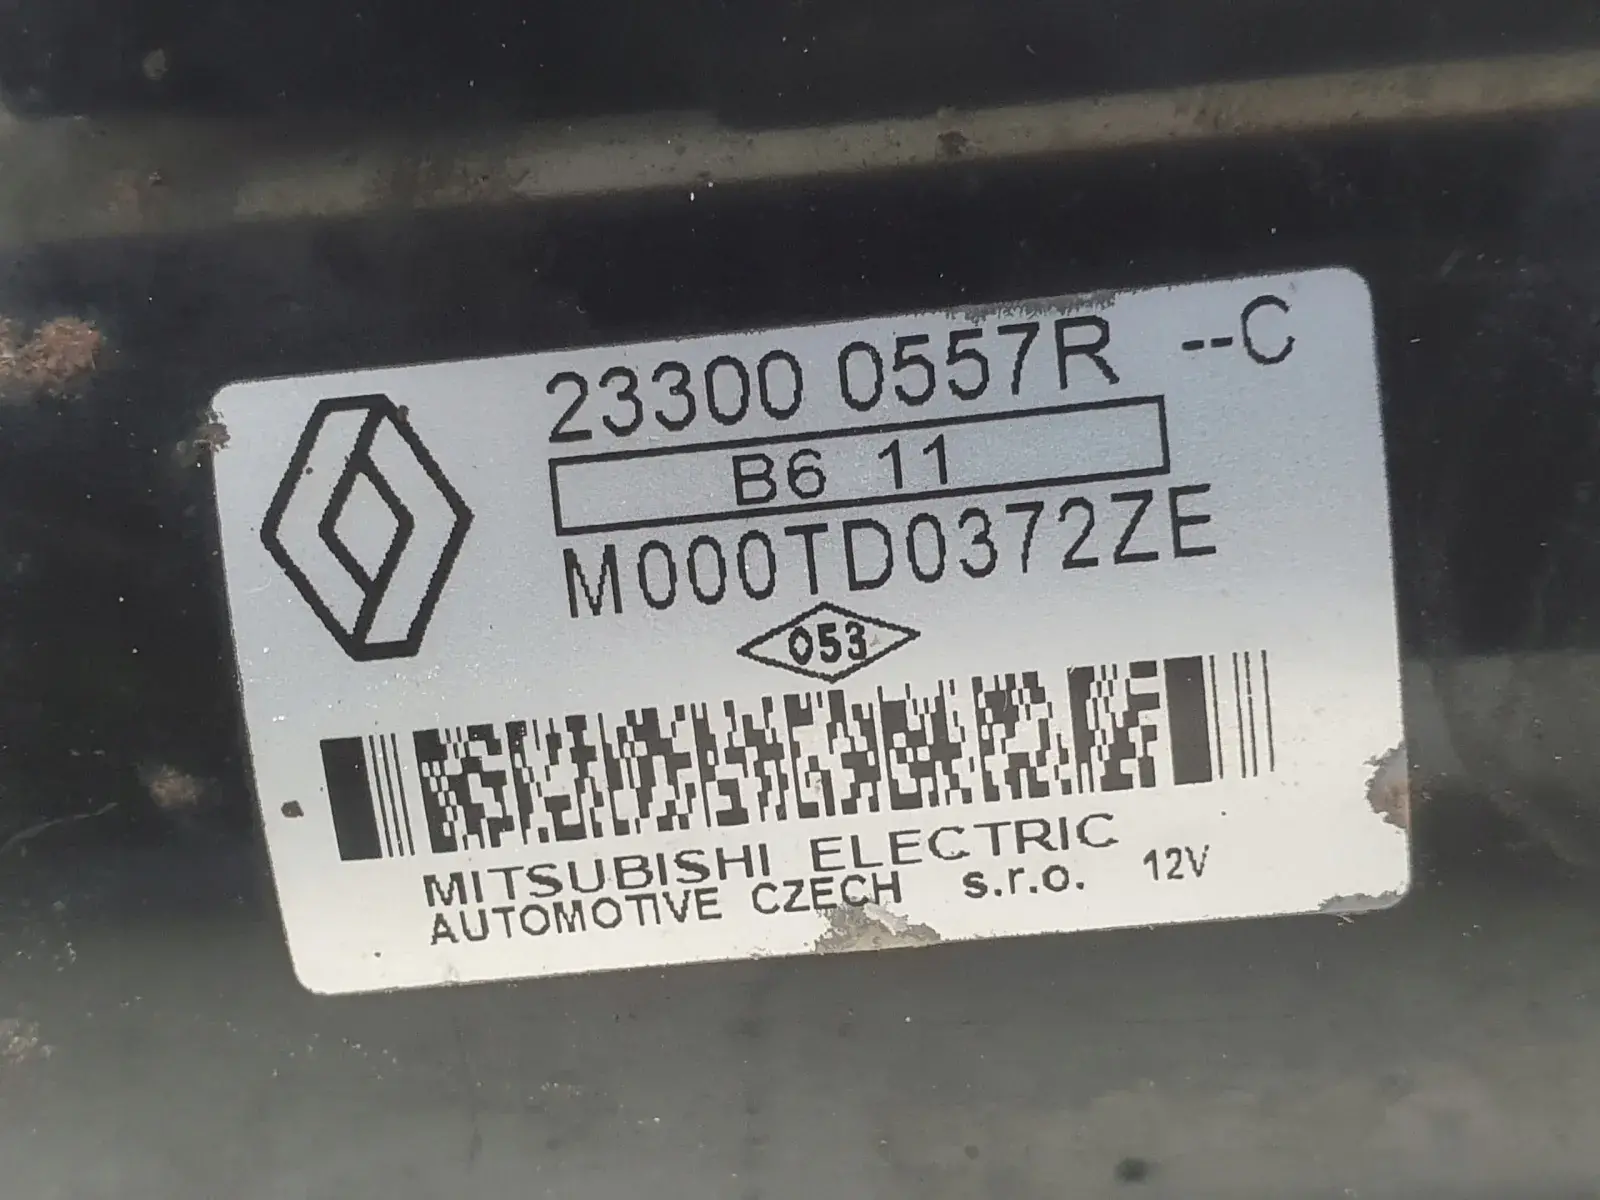 23300 0557R --C
B6 11
M000TD0372ZE
053
MITSUBISHI ELECTRIC
AUTOMOTIVE CZECH s.r.o. 12V